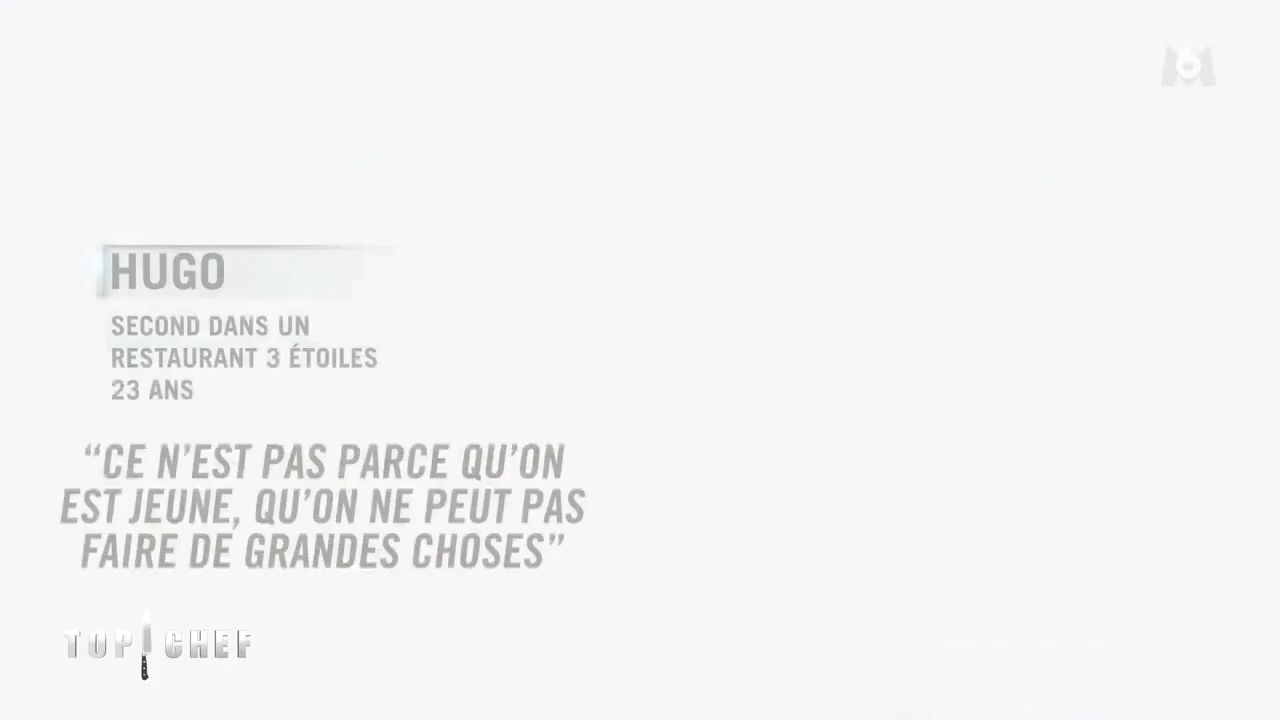 M6
HUGO
SECOND DANS UN
RESTAURANT 3 ÉTOILES
23 ANS
“CE N’EST PAS PARCE QU’ON
EST JEUNE, QU’ON NE PEUT PAS
FAIRE DE GRANDES CHOSES”
TOP CHEF